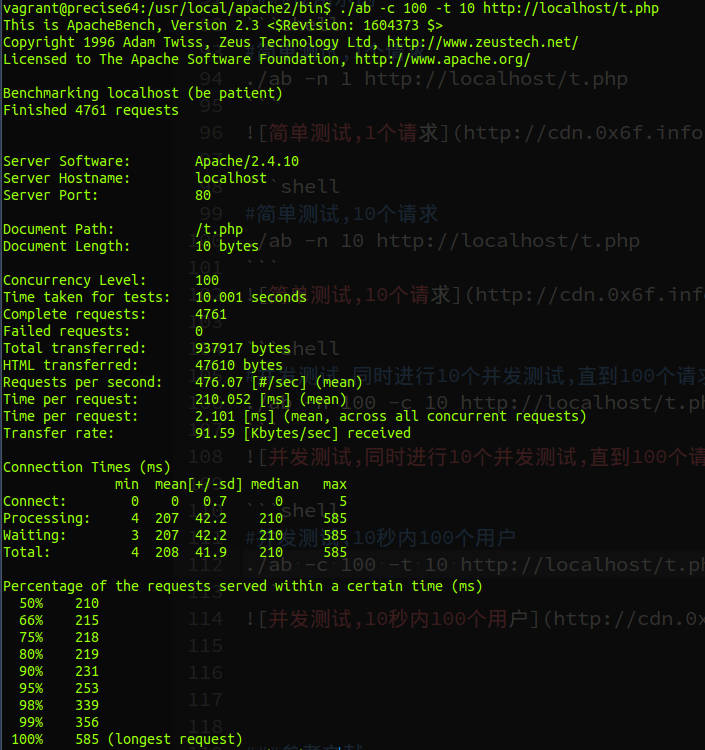 vagrant@precise64:/usr/local/apache2/bin$ ./ab -c 100 -t 10 http://localhost/t.php
This is ApacheBench, Version 2.3 <$Revision: 1604373 $>
Copyright 1996 Adam Twiss, Zeus Technology Ltd, http://www.zeustech.net/
Licensed to The Apache Software Foundation, http://www.apache.org/
Benchmarking localhost (be patient)
Finished 4761 requests
Server Software: Apache/2.4.10
Server Hostname: localhost
Server Port: 80
Document Path: /t.php
Document Length: 10 bytes
Concurrency Level: 100
Time taken for tests: 10.001 seconds
Complete requests: 4761
Failed requests: 0
Total transferred: 937917 bytes
HTML transferred: 47610 bytes
Requests per second: 476.07 [#/sec] (mean)
Time per request: 210.052 [ms] (mean)
Time per request: 2.101 [ms] (mean, across all concurrent requests)
Transfer rate: 91.59 [Kbytes/sec] received
Connection Times (ms)
min mean[+/-sd] median max
Connect: 0 0 0.7 0 5
Processing: 4 207 42.2 210 585
Waiting: 3 207 42.2 210 585
Total: 4 208 41.9 210 585
Percentage of the requests served within a certain time (ms)
50% 210
66% 215
75% 218
80% 219
90% 231
95% 253
98% 339
99% 356
100% 585 (longest request)
94 ./ab -n 1 http://localhost/t.php
95 ```
96 ![简单测试,1个请求](http://cdn.0x6f.info
```shell
99 #简单测试,10个请求
./ab -n 10 http://localhost/t.php
101 ```
![简单测试,10个请求](http://cdn.0x6f.inf
```shell
并发测试,同时进行10个并发测试,直到100个请
100 -c 10 http://localhost/t.p
108 ![并发测试,同时进行10个并发测试,直到100个请
```shell
#并发测试,10秒内100个用户
112 ./ab -c 100 -t 10 http://localhost/t.p
114 ![并发测试,10秒内100个用户](http://cdn.0
115
116
117
118